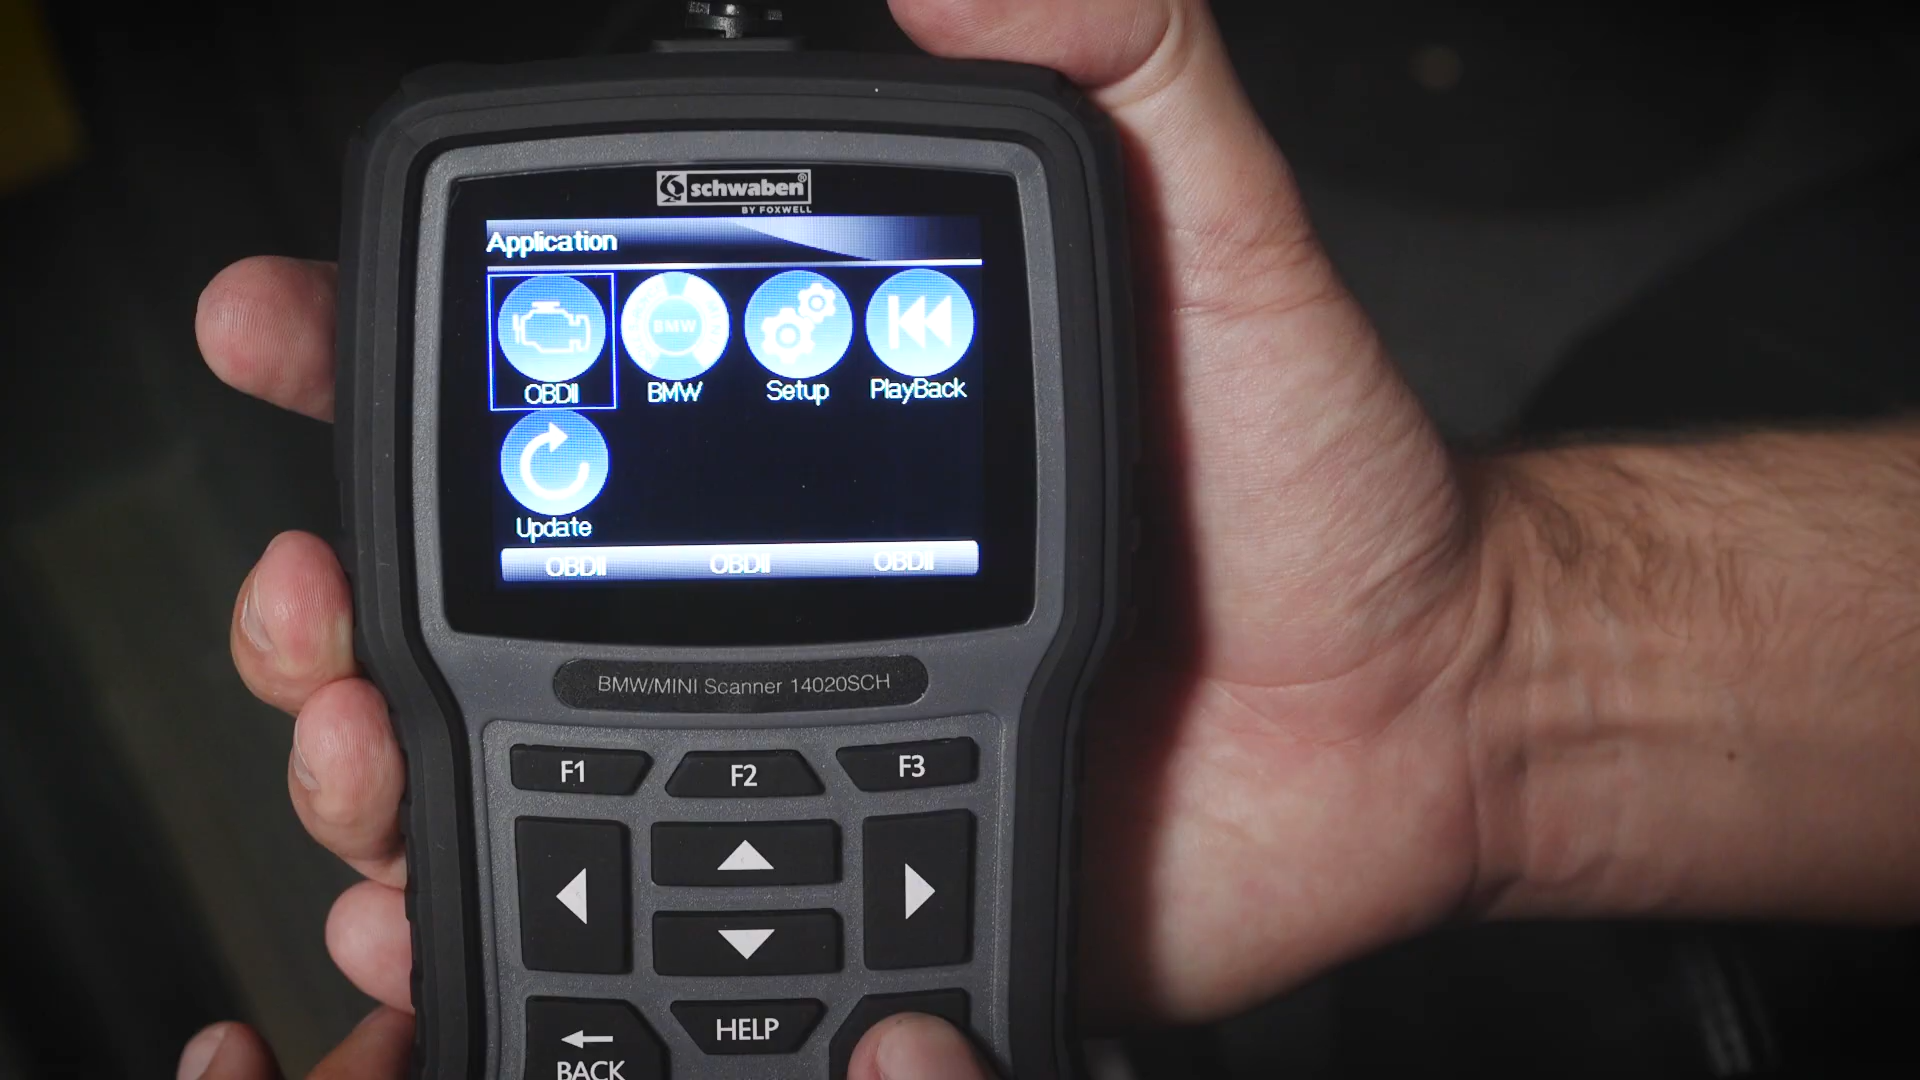 schwaben®
BY FOXWELL
Application
BMW
OBDII BMW Setup PlayBack
Update
OBDII OBDII OBDII
BMW/MINI Scanner 14020SCH
F1 F2 F3
HELP
BACK